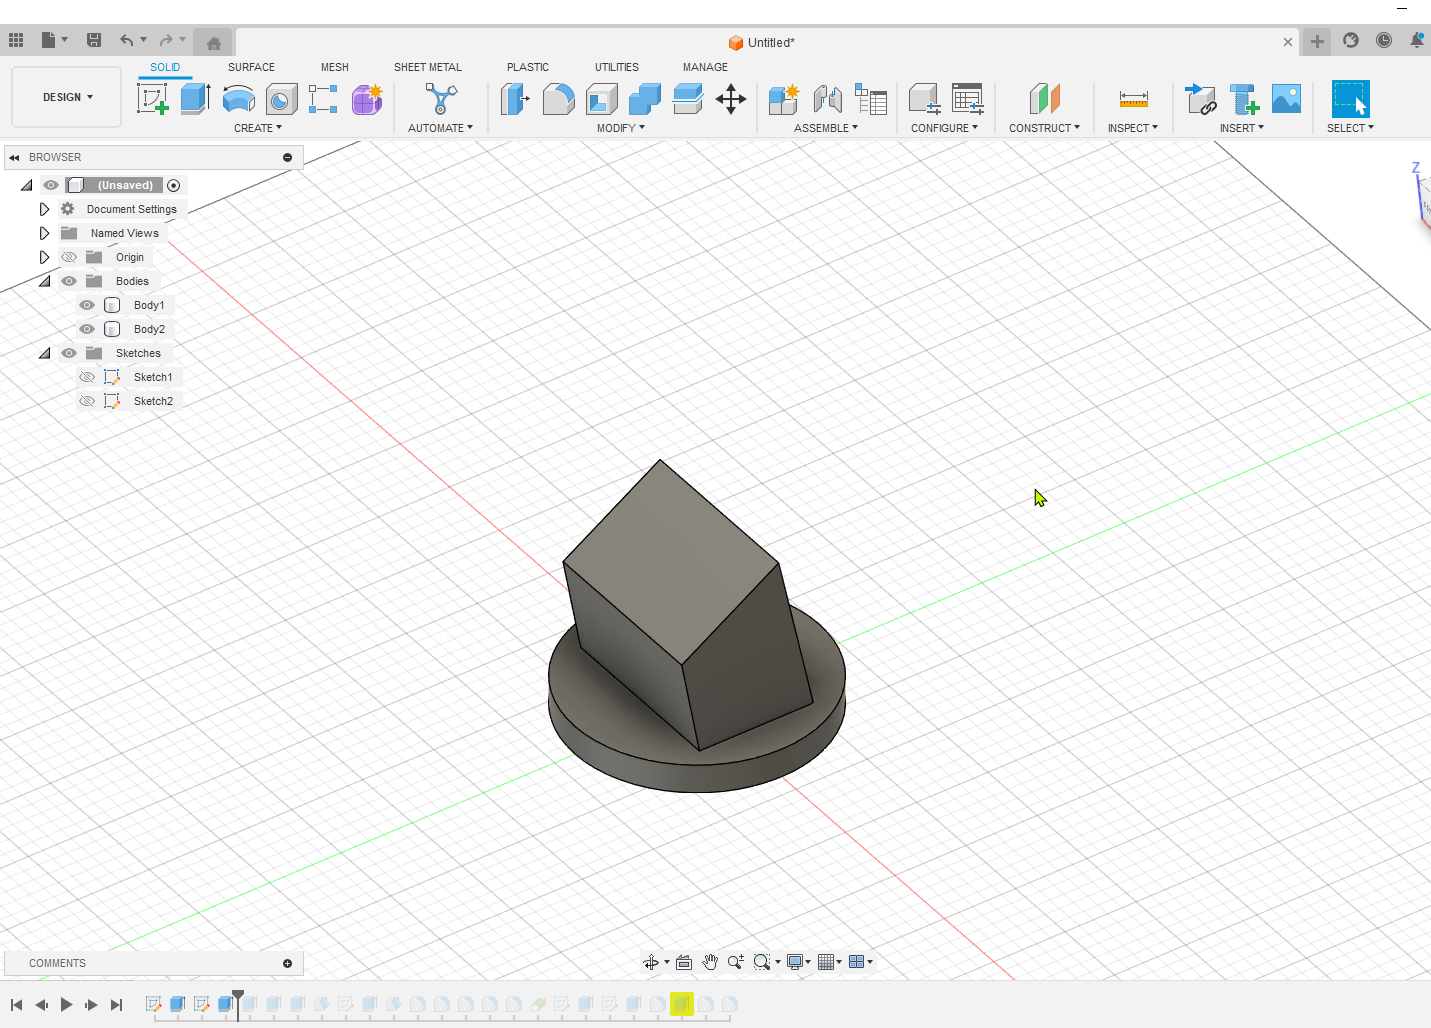 Untitled*
DESIGN
SOLID SURFACE MESH SHEET METAL PLASTIC UTILITIES MANAGE
CREATE AUTOMATE MODIFY ASSEMBLE CONFIGURE CONSTRUCT INSPECT INSERT SELECT
BROWSER
(Unsaved)
Document Settings
Named Views
Origin
Bodies
Body1
Body2
Sketches
Sketch1
Sketch2
Z
COMMENTS